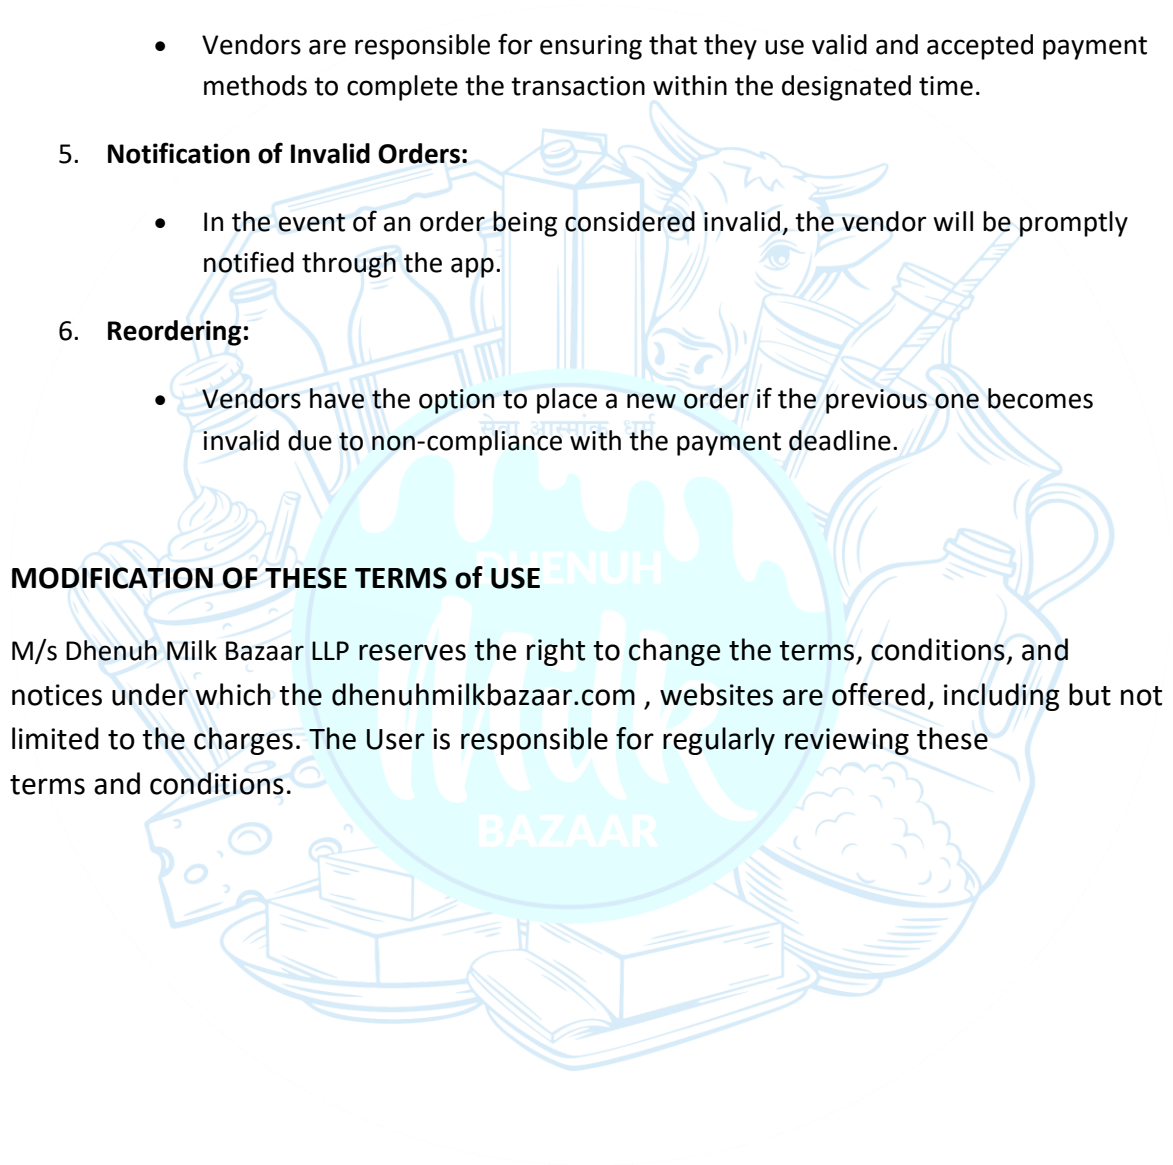 • Vendors are responsible for ensuring that they use valid and accepted payment
methods to complete the transaction within the designated time.
5. Notification of Invalid Orders:
• In the event of an order being considered invalid, the vendor will be promptly
notified through the app.
6. Reordering:
• Vendors have the option to place a new order if the previous one becomes
सेवा अस्माकं धर्मः
invalid due to non-compliance with the payment deadline.
DHENUH
MODIFICATION OF THESE TERMS of USE
M/s Dhenuh Milk Bazaar LLP reserves the right to change the terms, conditions, and
notices under which the dhenuhmilkbazaar.com , websites are offered, including but not
limited to the charges. The User is responsible for regularly reviewing these
Milk
terms and conditions.
BAZAAR